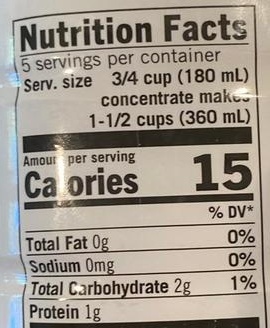 Nutrition Facts
5 servings per container
Serv. size 3/4 cup (180 mL)
concentrate makes
1-1/2 cups (360 mL)
Amount per serving
Calories 15
% DV*
Total Fat 0g 0%
Sodium 0mg 0%
Total Carbohydrate 2g 1%
Protein 1g